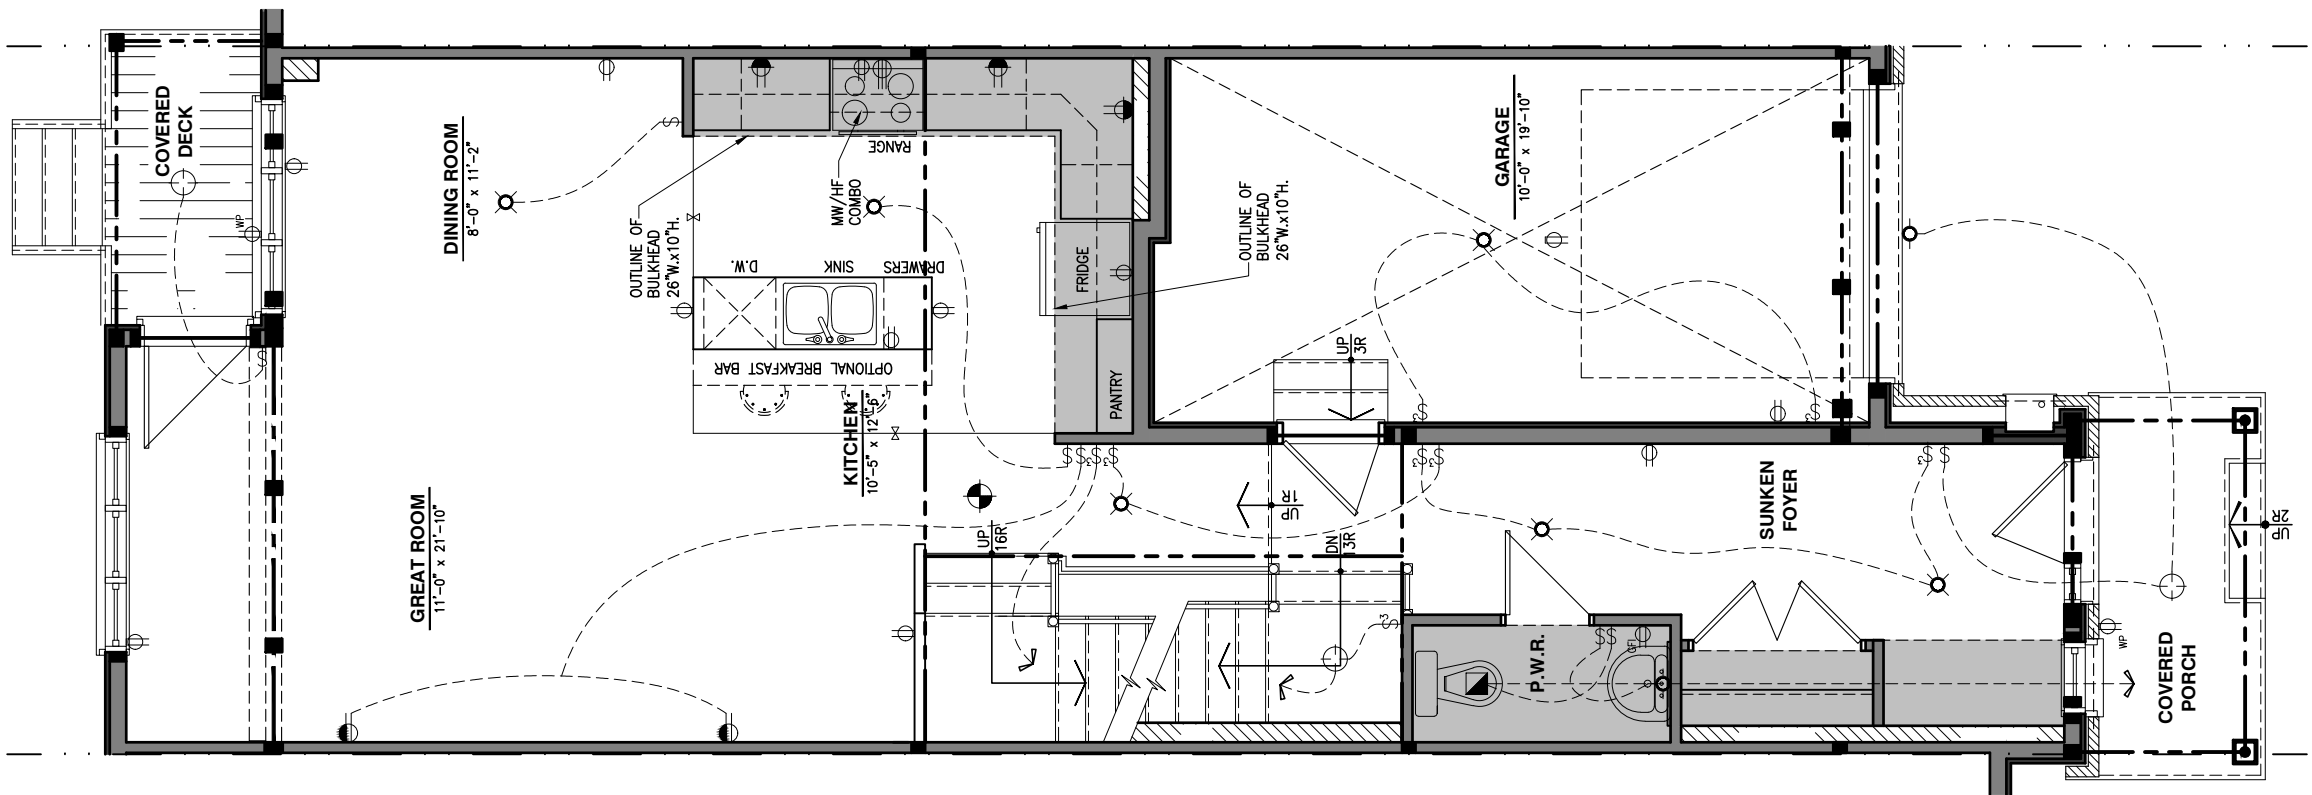 COVERED
DECK
WP
DINING ROOM
8'-0" x 11'-2"
GREAT ROOM
11'-0" x 21'-10"
OUTLINE OF
BULKHEAD
26"W.x10"H.
RANGE
MW/HF
COMBO
D.W.
SINK
DRAWERS
OPTIONAL BREAKFAST BAR
KITCHEN
10'-5" x 12'-6"
FRIDGE
PANTRY
OUTLINE OF
BULKHEAD
26"W.x10"H.
GARAGE
10'-0" x 19'-10"
UP
3R
UP
16R
UP
1R
DN
13R
P.W.R.
GFI
SUNKEN
FOYER
UP
2R
WP
COVERED
PORCH